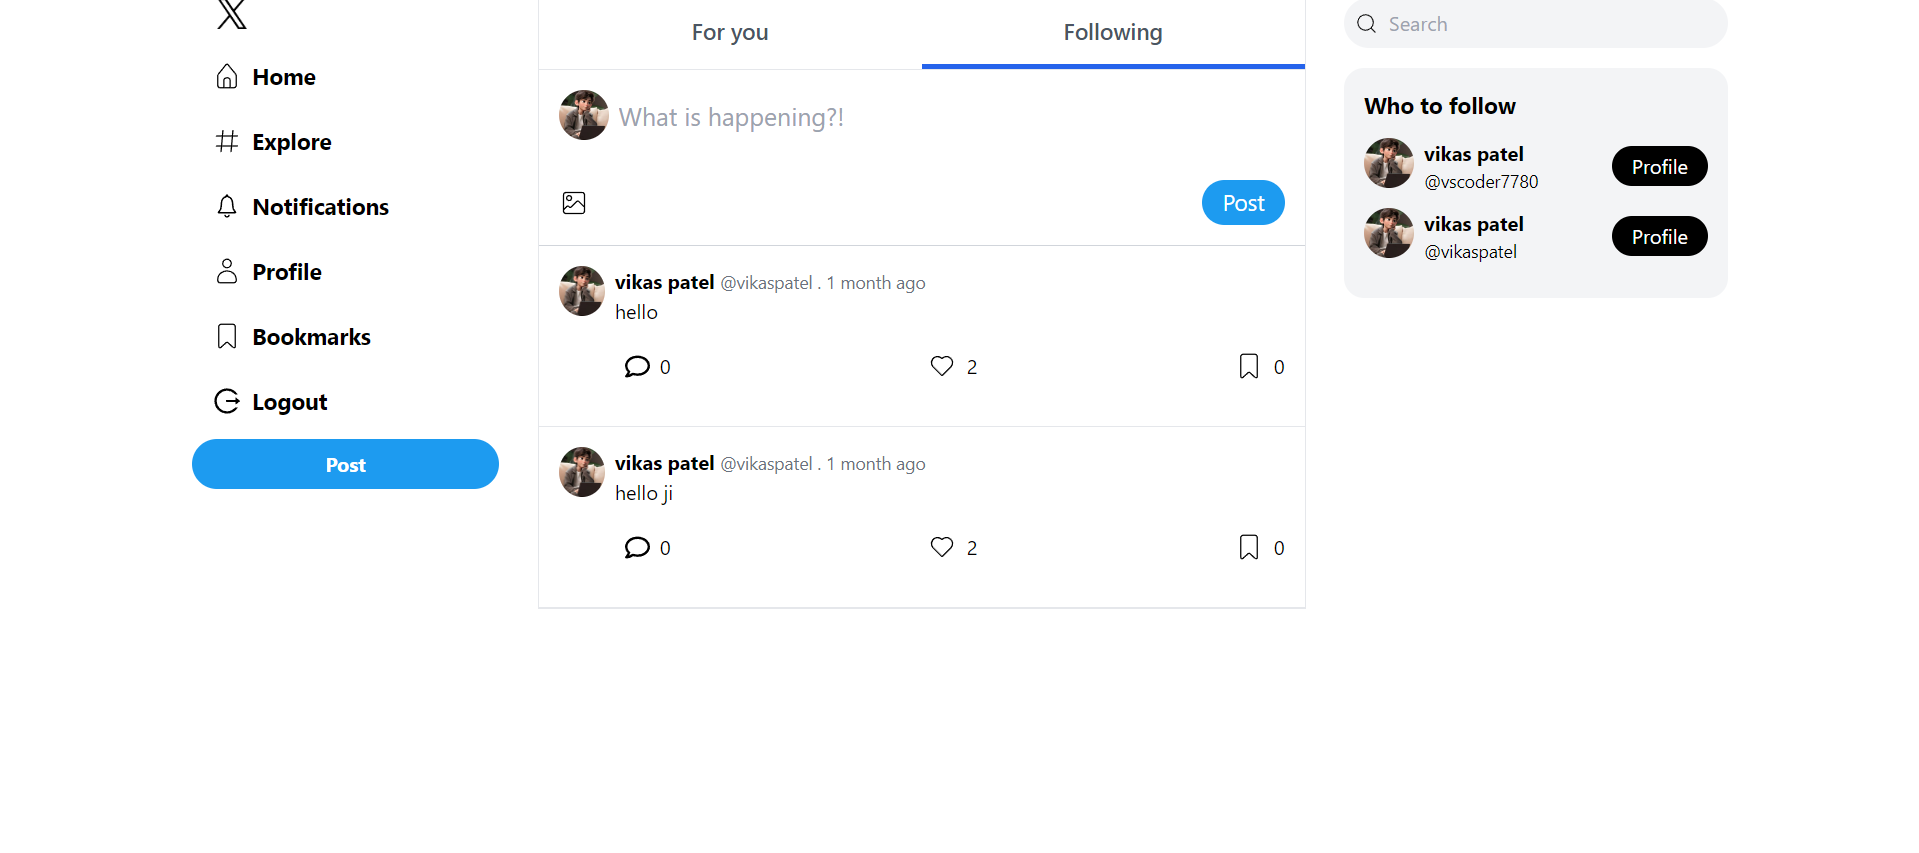 Home
Explore
Notifications
Profile
Bookmarks
Logout
Post
For you
Following
What is happening?!
Post
vikas patel @vikaspatel . 1 month ago
hello
0
2
0
vikas patel @vikaspatel . 1 month ago
hello ji
0
2
0
Search
Who to follow
vikas patel
@vscoder7780
Profile
vikas patel
@vikaspatel
Profile